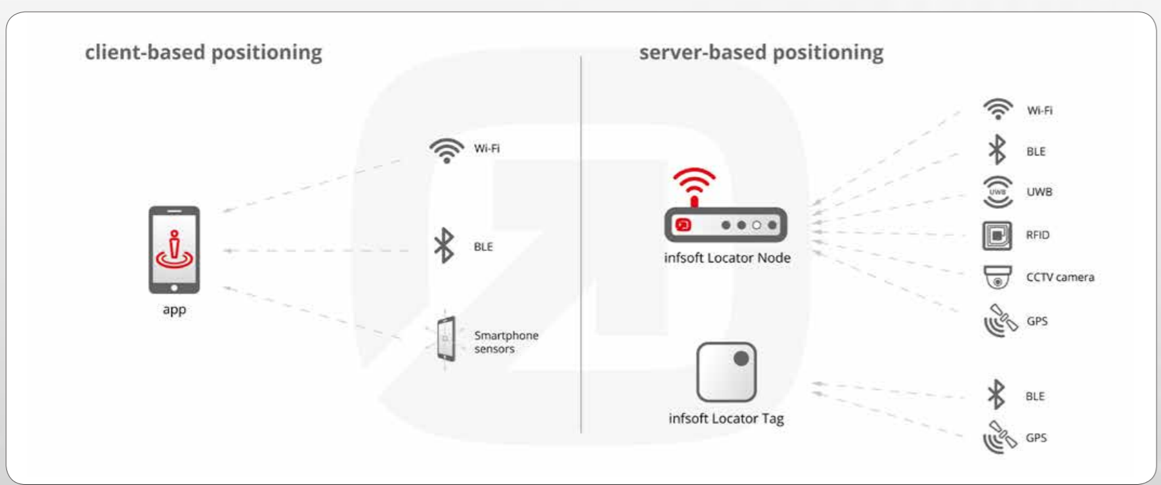 client-based positioning
Wi-Fi
BLE
Smartphone
sensors
app
server-based positioning
infsoft Locator Node
Wi-Fi
BLE
UWB
UWB
RFID
CCTV camera
GPS
infsoft Locator Tag
BLE
GPS